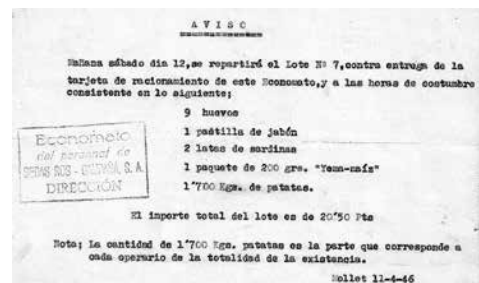 AVISO
Mañana sábado dia 12, se repartirá el Lote Nº 7, contra entrega de la
tarjeta de racionamiento de este Economato, y a las horas de costumbre
consistente en lo siguiente;
9 huevos
1 pastilla de jabón
2 latas de sardinas
1 paquete de 200 grs. "Yema-maíz"
1'700 Kgs. de patatas.
Economato
del personal de
S. A.
DIRECCIÓN
El importe total del lote es de 20'50 Pts
Nota; La cantidad de 1'700 Kgs. patatas es la parte que corresponde a
cada operario de la totalidad de la existencia.
Mollet 11-4-46